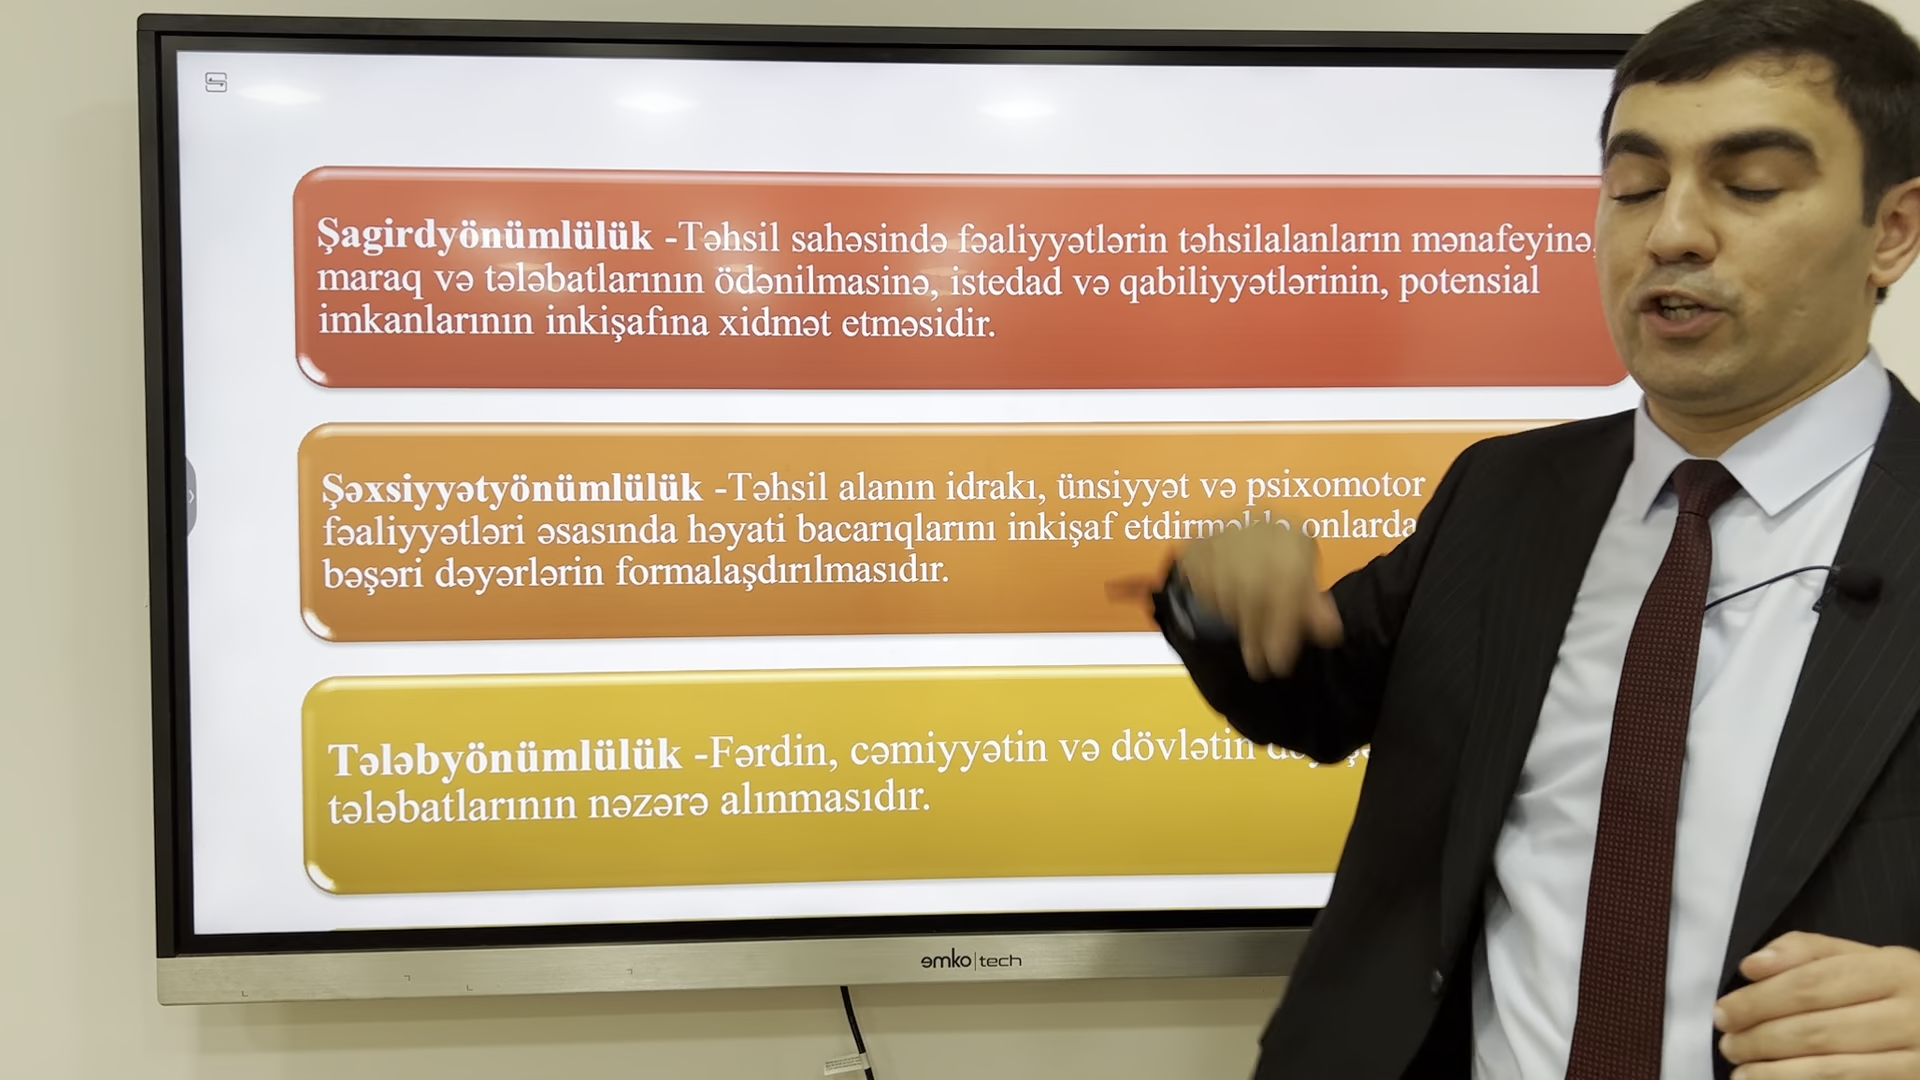 Şagirdyönümlülük -Təhsil sahəsində fəaliyyətlərin təhsilalanların mənafeyinə,
maraq və tələbatlarının ödənilməsinə, istedad və qabiliyyətlərinin, potensial
imkanlarının inkişafına xidmət etməsidir.
Şəxsiyyətyönümlülük -Təhsil alanın idrakı, ünsiyyət və psixomotor
fəaliyyətləri əsasında həyati bacarıqlarını inkişaf etdirməklə onlarda
bəşəri dəyərlərin formalaşdırılmasıdır.
Tələbyönümlülük -Fərdin, cəmiyyətin və dövlətin
tələbatlarının nəzərə alınmasıdır.
emko|tech